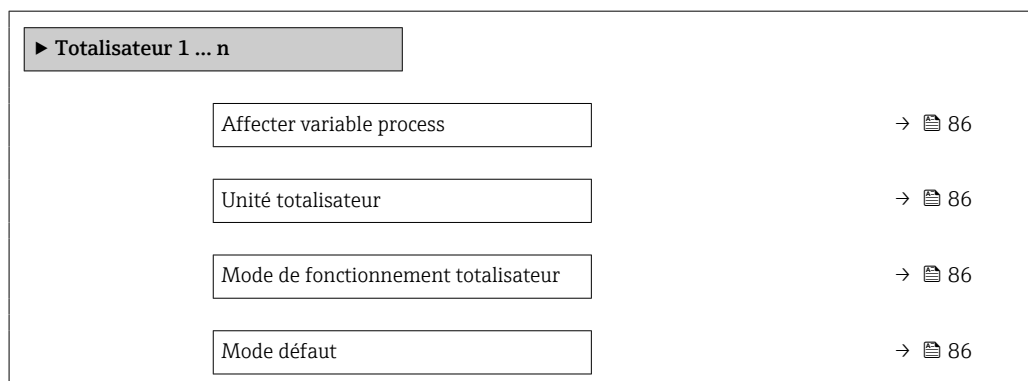 ▶ Totalisateur 1 … n
Affecter variable process → 86
Unité totalisateur → 86
Mode de fonctionnement totalisateur → 86
Mode défaut → 86